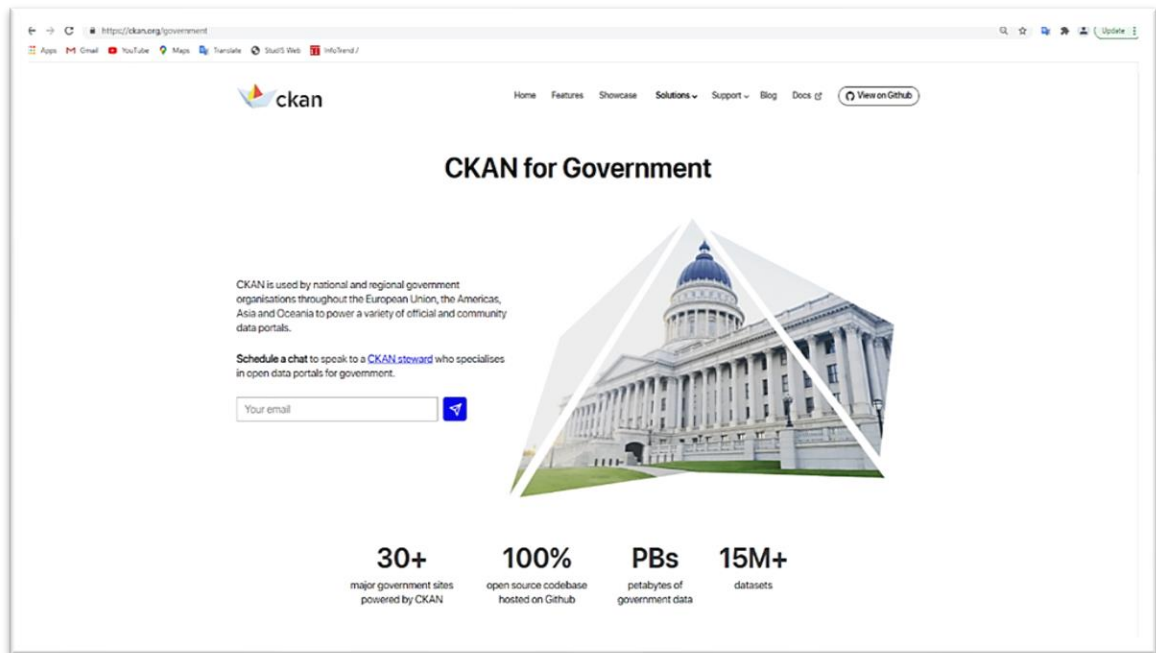 https://ckan.org/government
Update
Apps Gmail YouTube Maps Translate StudIS Web InfoTrend /
ckan
Home Features Showcase Solutions Support Blog Docs View on Github
CKAN for Government
CKAN is used by national and regional government
organisations throughout the European Union, the Americas,
Asia and Oceania to power a variety of official and community
data portals.
Schedule a chat to speak to a CKAN steward who specialises
in open data portals for government.
Your email
30+ 100% PBs 15M+
major government sites open source codebase petabytes of datasets
powered by CKAN hosted on Github government data